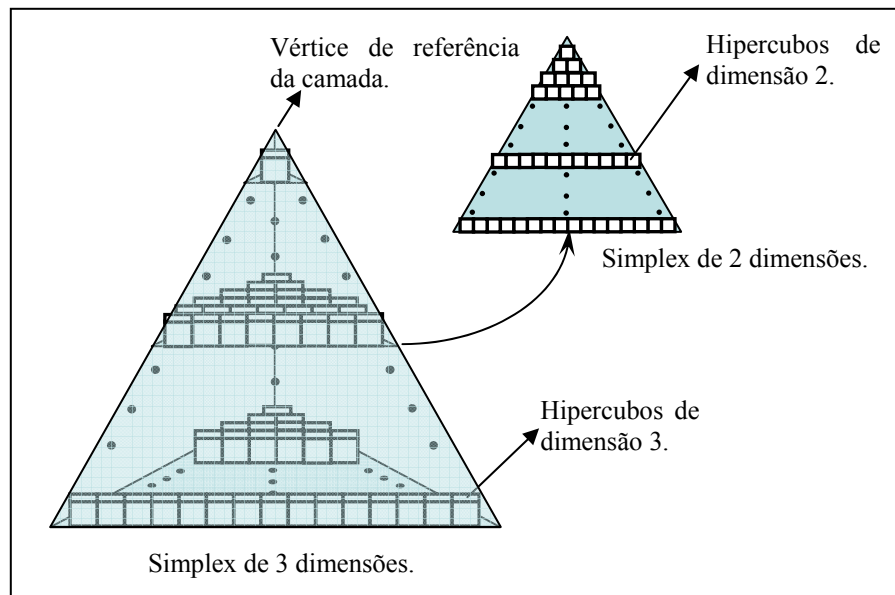 Vértice de referência
da camada.
Hipercubos de
dimensão 2.
Simplex de 2 dimensões.
Hipercubos de
dimensão 3.
Simplex de 3 dimensões.